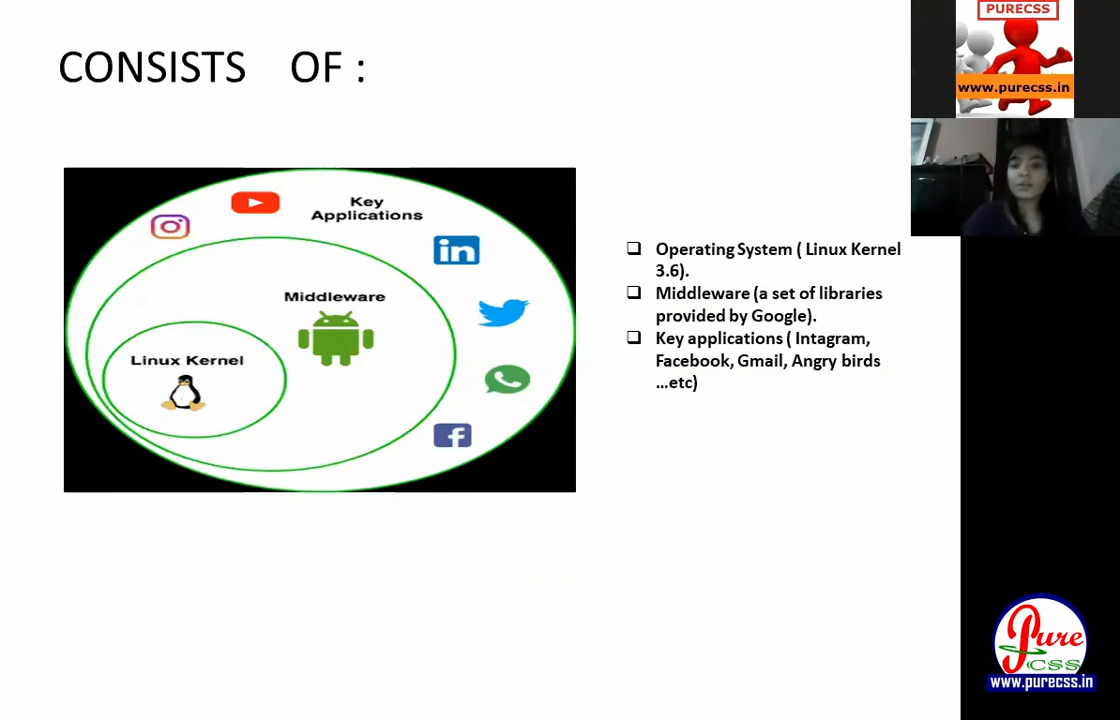 CONSISTS OF :
PURECSS
www.purecss.in
Key
Applications
in
Middleware
Linux Kernel
f
❑ Operating System ( Linux Kernel
3.6).
❑ Middleware (a set of libraries
provided by Google).
❑ Key applications ( Intagram,
Facebook, Gmail, Angry birds
...etc)
Pure
CSS
www.purecss.in